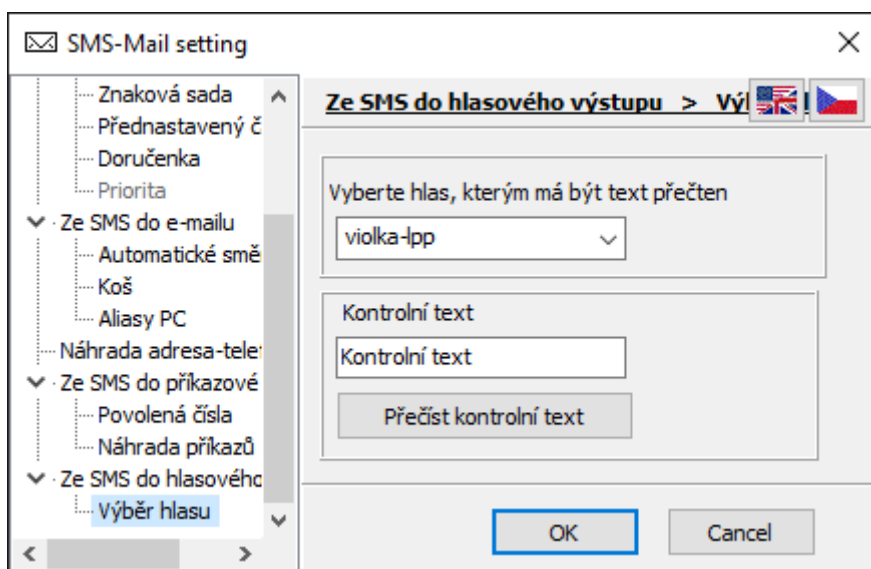 SMS-Mail setting
Znaková sada
Přednastavený č
Doručenka
Priorita
Ze SMS do e-mailu
Automatické smě
Koš
Aliasy PC
Náhrada adresa-telef
Ze SMS do příkazové
Povolená čísla
Náhrada příkazů
Ze SMS do hlasového
Výběr hlasu
Ze SMS do hlasového výstupu > Vý
Vyberte hlas, kterým má být text přečten
violka-lpp
Kontrolní text
Kontrolní text
Přečíst kontrolní text
OK
Cancel